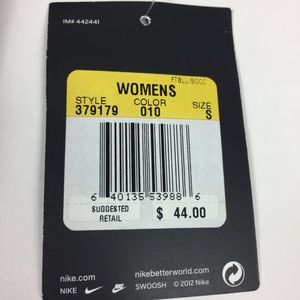 IM# 442441
FTBLL/SOCC
WOMENS
STYLE COLOR SIZE
379179 010 S
6 40135 53988 6
SUGGESTED RETAIL $ 44.00
nike.com nikebetterworld.com
NIKE SWOOSH © 2012 Nike